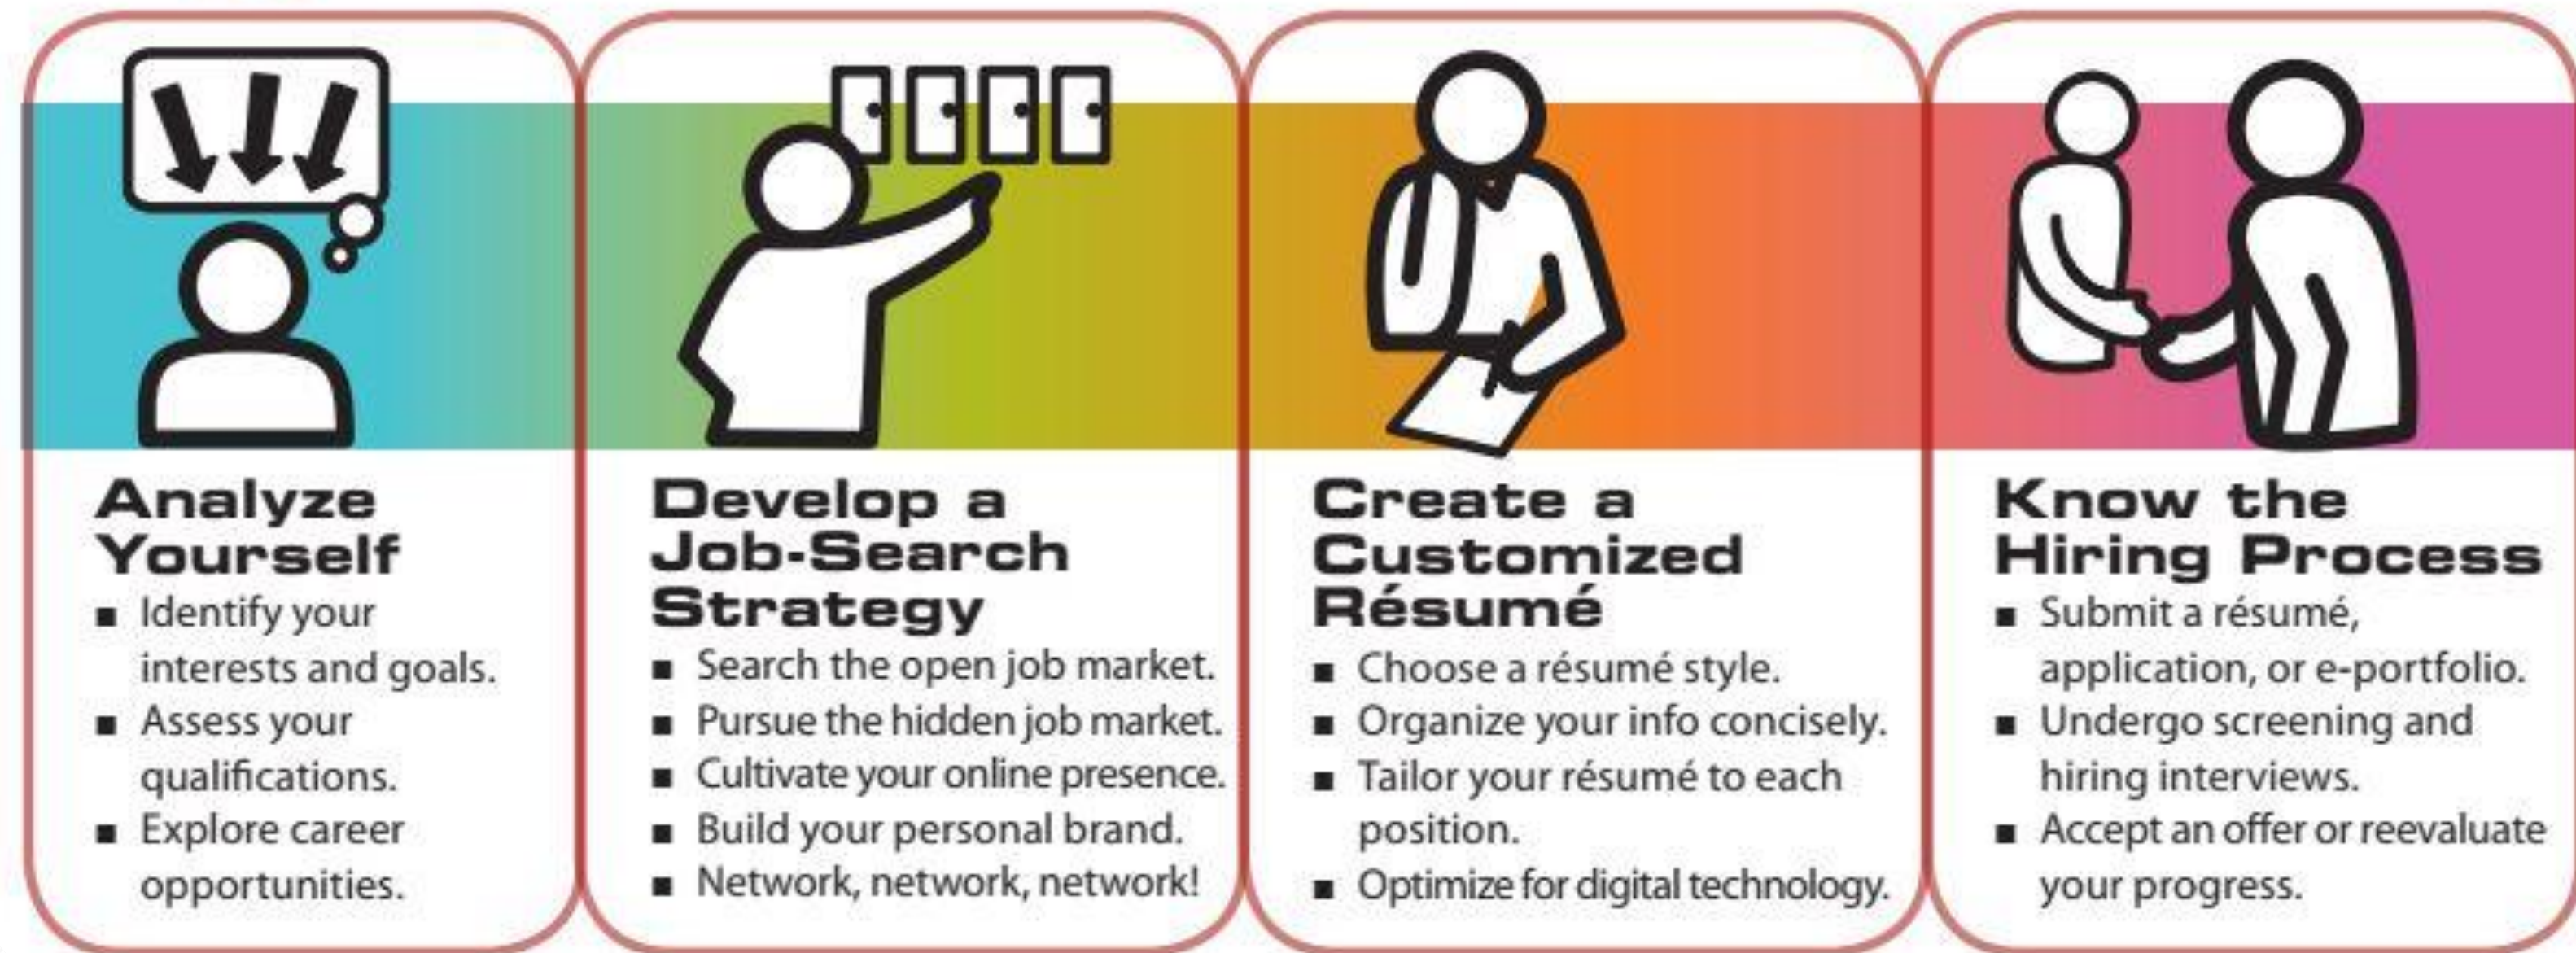 Analyze
Yourself
▪ Identify your
interests and goals.
▪ Assess your
qualifications.
▪ Explore career
opportunities.
Develop a
Job-Search
Strategy
▪ Search the open job market.
▪ Pursue the hidden job market.
▪ Cultivate your online presence.
▪ Build your personal brand.
▪ Network, network, network!
Create a
Customized
Résumé
▪ Choose a résumé style.
▪ Organize your info concisely.
▪ Tailor your résumé to each
position.
▪ Optimize for digital technology.
Know the
Hiring Process
▪ Submit a résumé,
application, or e-portfolio.
▪ Undergo screening and
hiring interviews.
▪ Accept an offer or reevaluate
your progress.